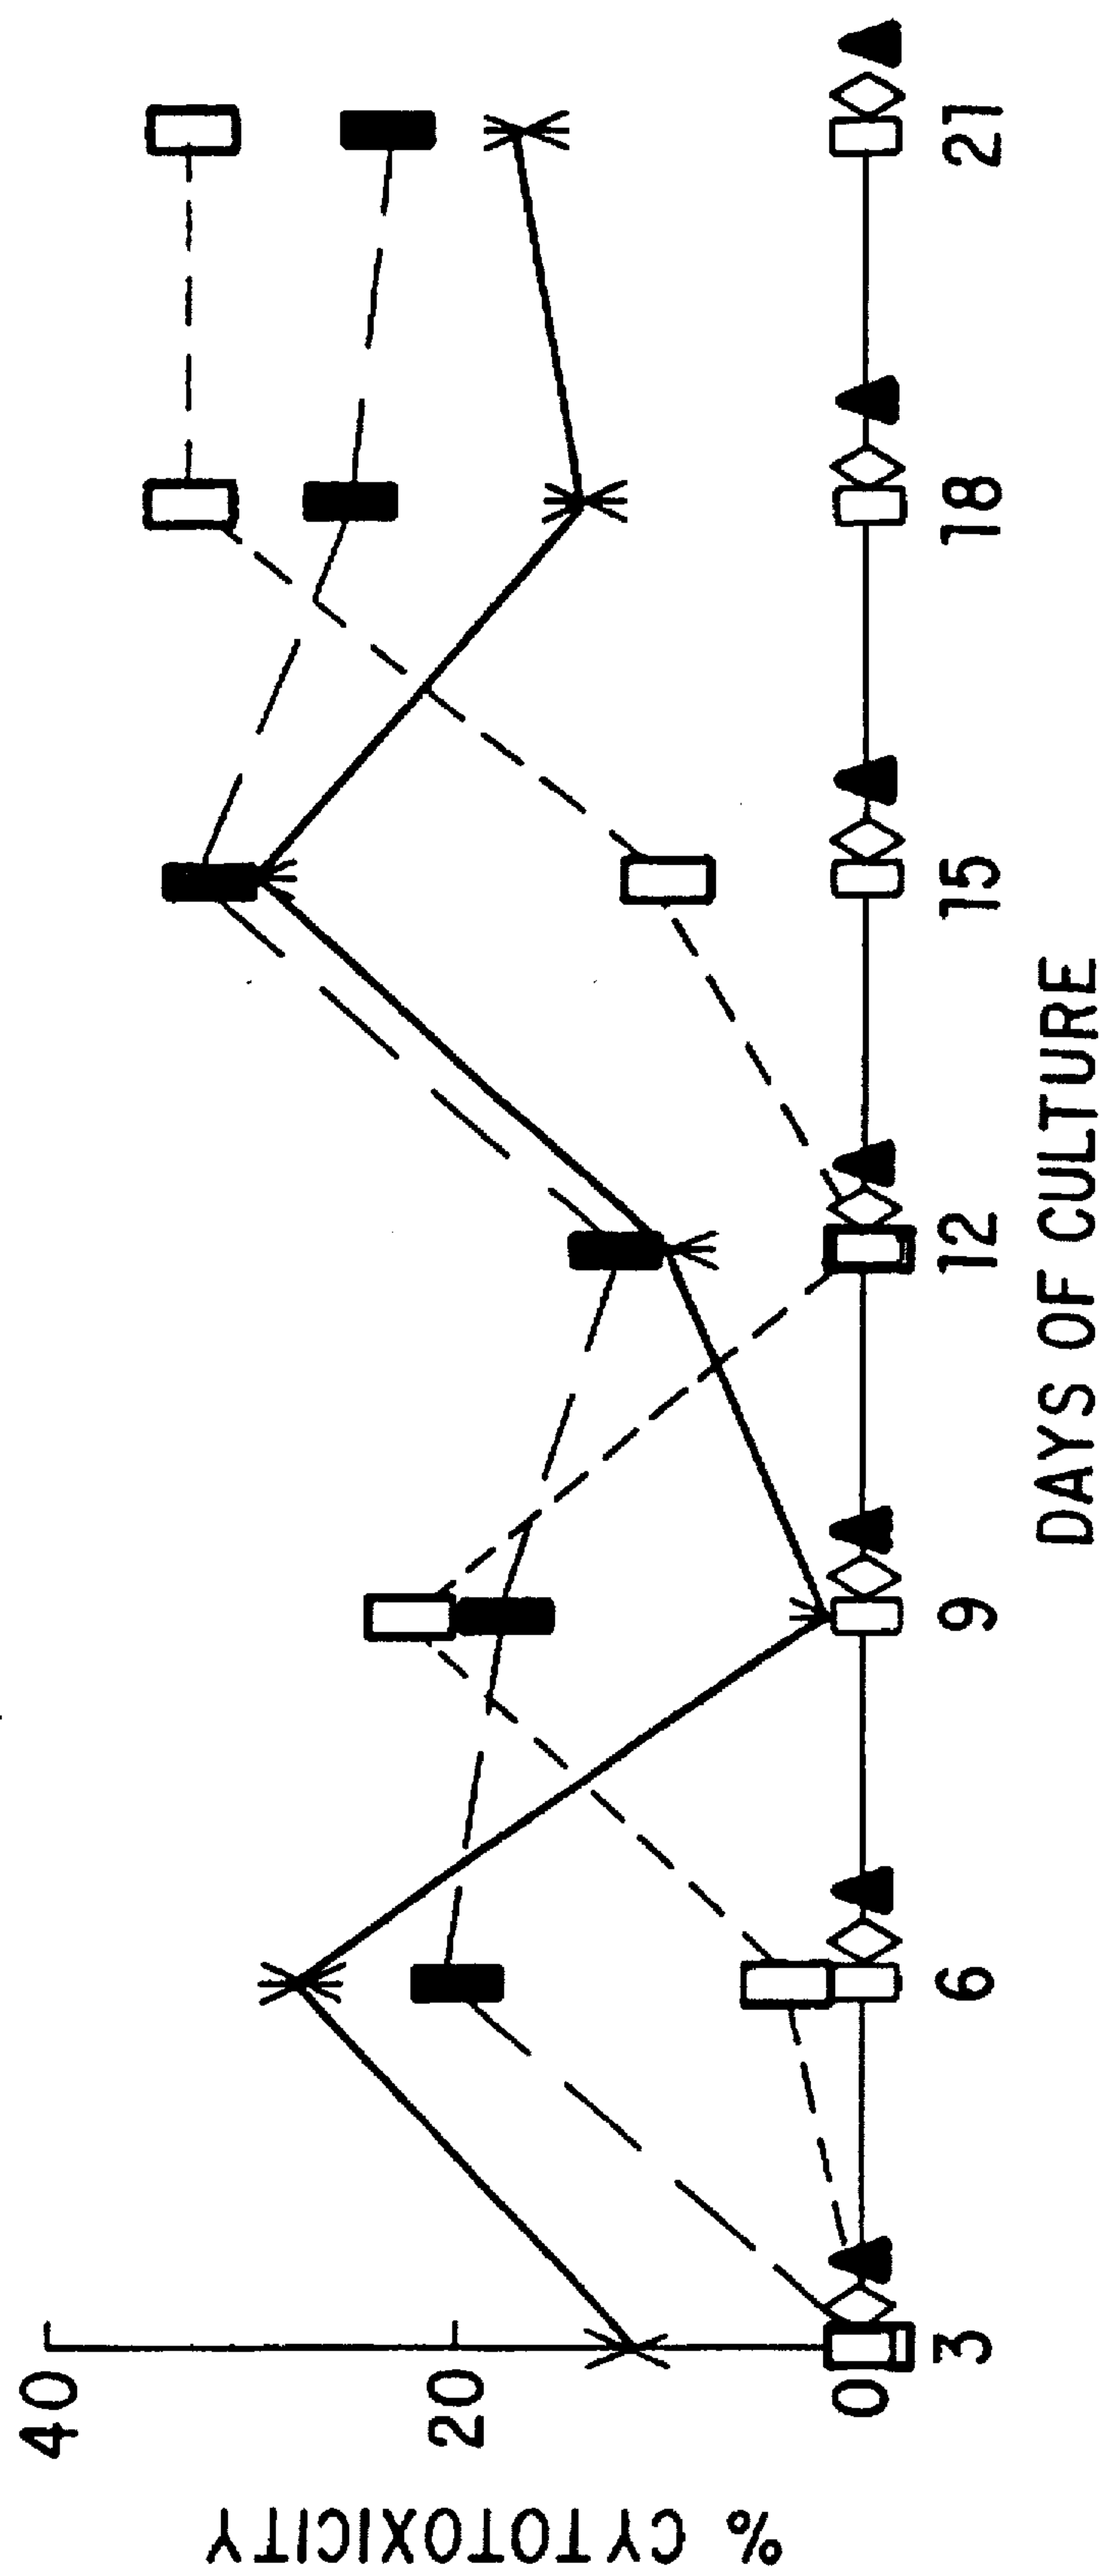 % CYTOTOXICITY
40
20
0
3 6 9 12 15 18 21
DAYS OF CULTURE